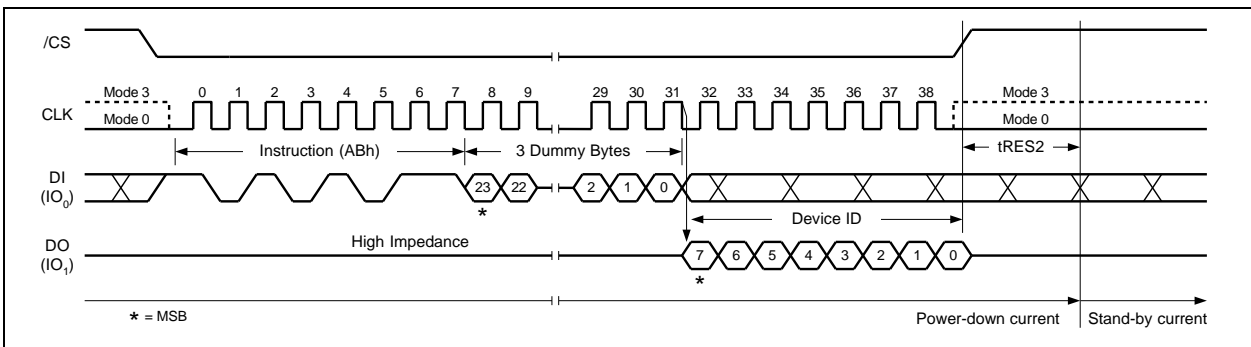 /CS
Mode 3 0 1 2 3 4 5 6 7 8 9 29 30 31 32 33 34 35 36 37 38 Mode 3
CLK
Mode 0 Mode 0
Instruction (ABh) 3 Dummy Bytes tRES2
DI
(IO0)
23 22 2 1 0
*
Device ID
High Impedance
DO
(IO1)
7 6 5 4 3 2 1 0
*
* = MSB
Power-down current Stand-by current